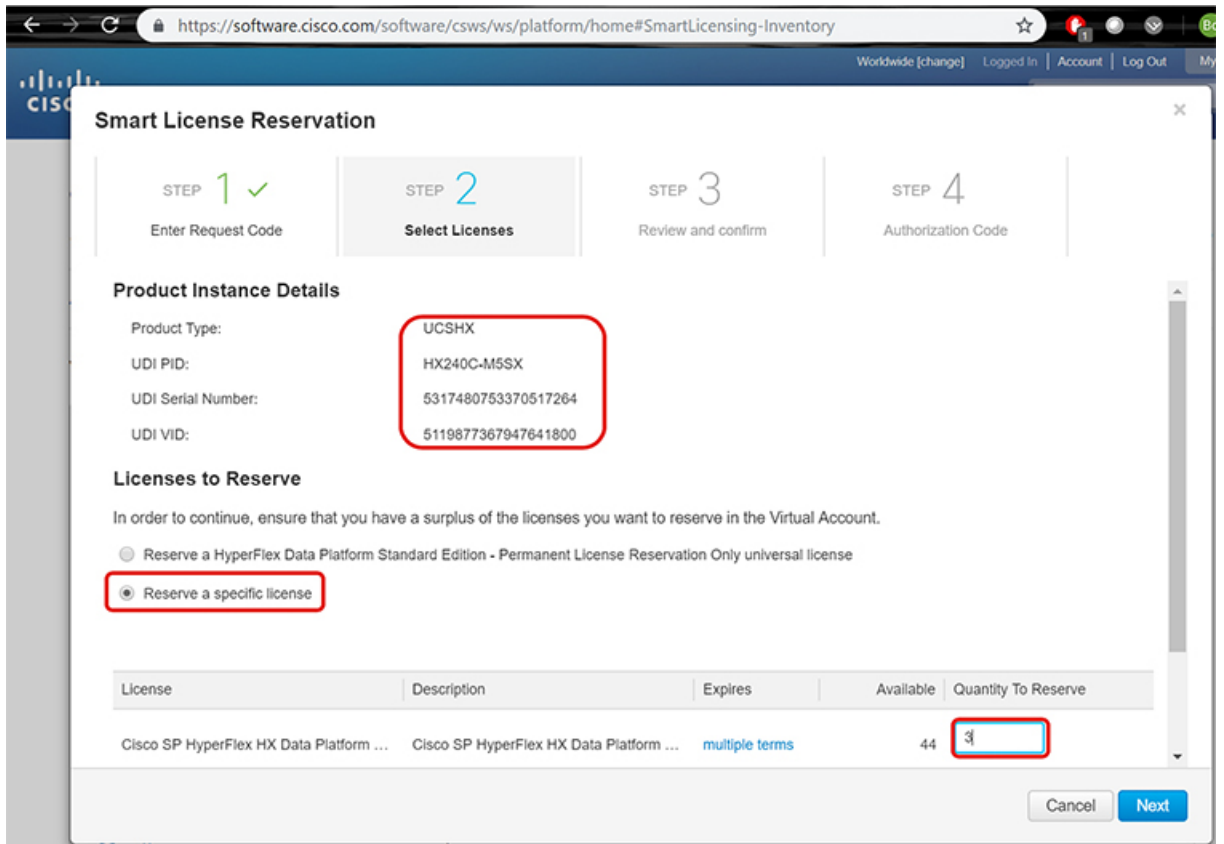 https://software.cisco.com/software/csws/ws/platform/home#SmartLicensing-Inventory
1
Worldwide [change] Logged In Account Log Out My
CISC
Smart License Reservation
STEP 1 STEP 2 STEP 3 STEP 4
Enter Request Code Select Licenses Review and confirm Authorization Code
Product Instance Details
Product Type: UCSHX
UDI PID: HX240C-M5SX
UDI Serial Number: 5317480753370517264
UDI VID: 5119877367947641800
Licenses to Reserve
In order to continue, ensure that you have a surplus of the licenses you want to reserve in the Virtual Account.
Reserve a HyperFlex Data Platform Standard Edition - Permanent License Reservation Only universal license
Reserve a specific license
License Description Expires Available Quantity To Reserve
Cisco SP HyperFlex HX Data Platform ... Cisco SP HyperFlex HX Data Platform ... multiple terms 44 3
Cancel Next